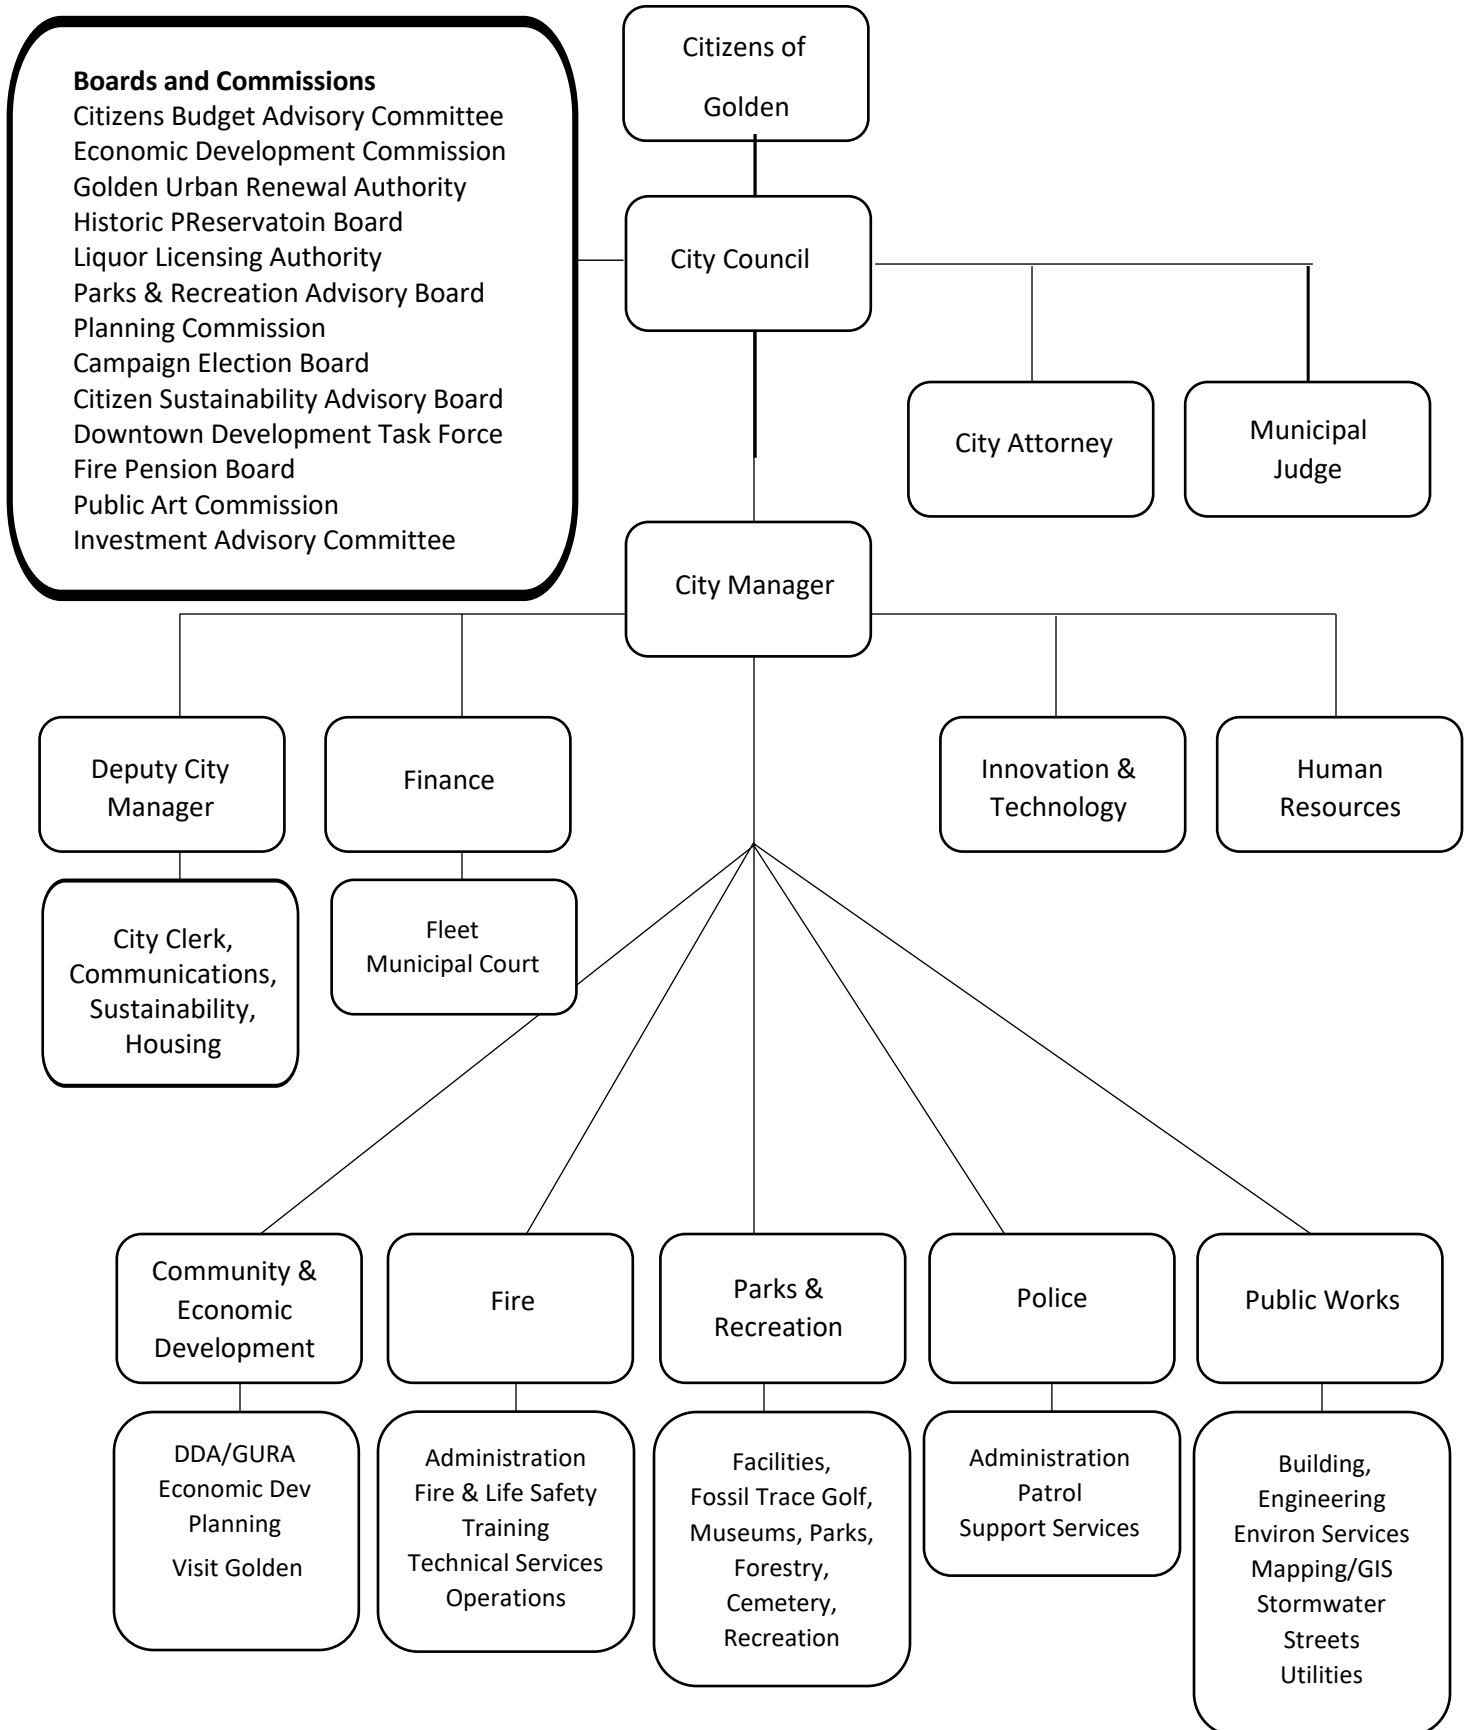 Boards and Commissions
Citizens Budget Advisory Committee
Economic Development Commission
Golden Urban Renewal Authority
Historic PReservatoin Board
Liquor Licensing Authority
Parks & Recreation Advisory Board
Planning Commission
Campaign Election Board
Citizen Sustainability Advisory Board
Downtown Development Task Force
Fire Pension Board
Public Art Commission
Investment Advisory Committee
Citizens of
Golden
City Council
City Attorney
Municipal
Judge
City Manager
Deputy City
Manager
Finance
Innovation &
Technology
Human
Resources
City Clerk,
Communications,
Sustainability,
Housing
Fleet
Municipal Court
Community &
Economic
Development
Fire
Parks &
Recreation
Police
Public Works
DDA/GURA
Economic Dev
Planning
Visit Golden
Administration
Fire & Life Safety
Training
Technical Services
Operations
Facilities,
Fossil Trace Golf,
Museums, Parks,
Forestry,
Cemetery,
Recreation
Administration
Patrol
Support Services
Building,
Engineering
Environ Services
Mapping/GIS
Stormwater
Streets
Utilities